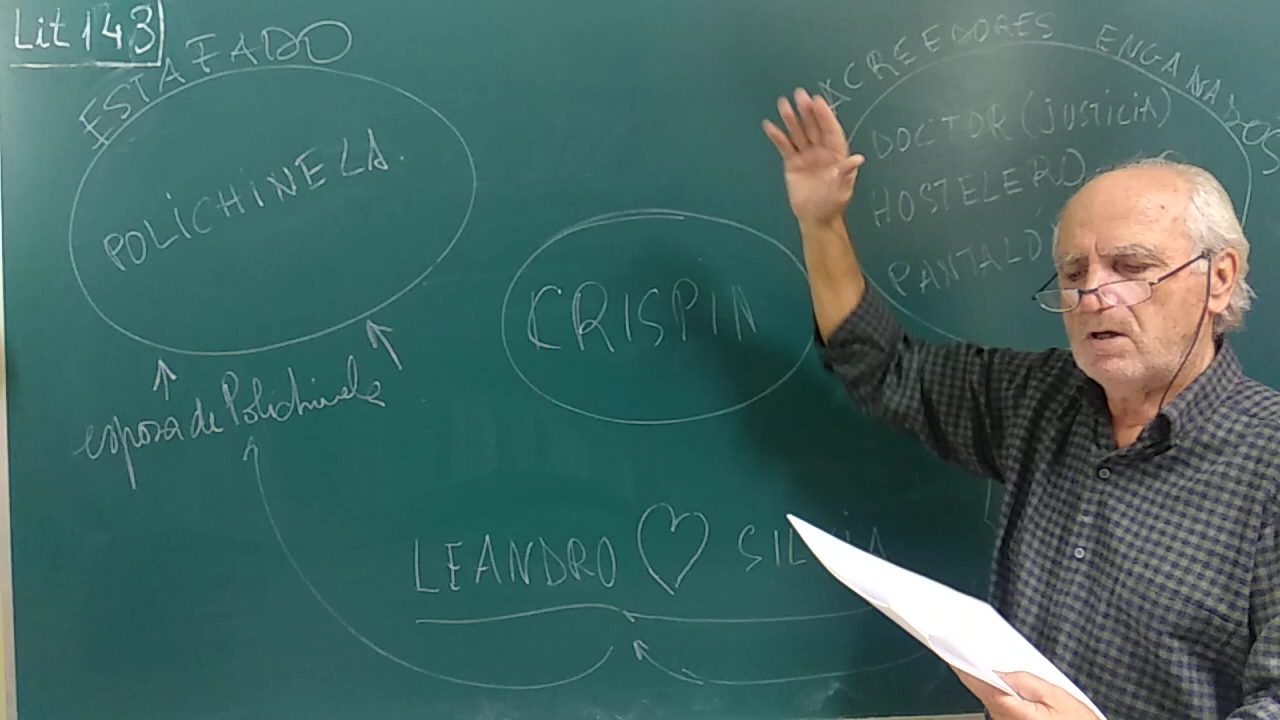 Lit 143
ESTAFADO
POLICHINELA.
esposa de Polichinela
CRISPIN
LEANDRO
ACREEDORES ENGAÑADOS
DOCTOR (JUSTICIA)
HOSTELERO